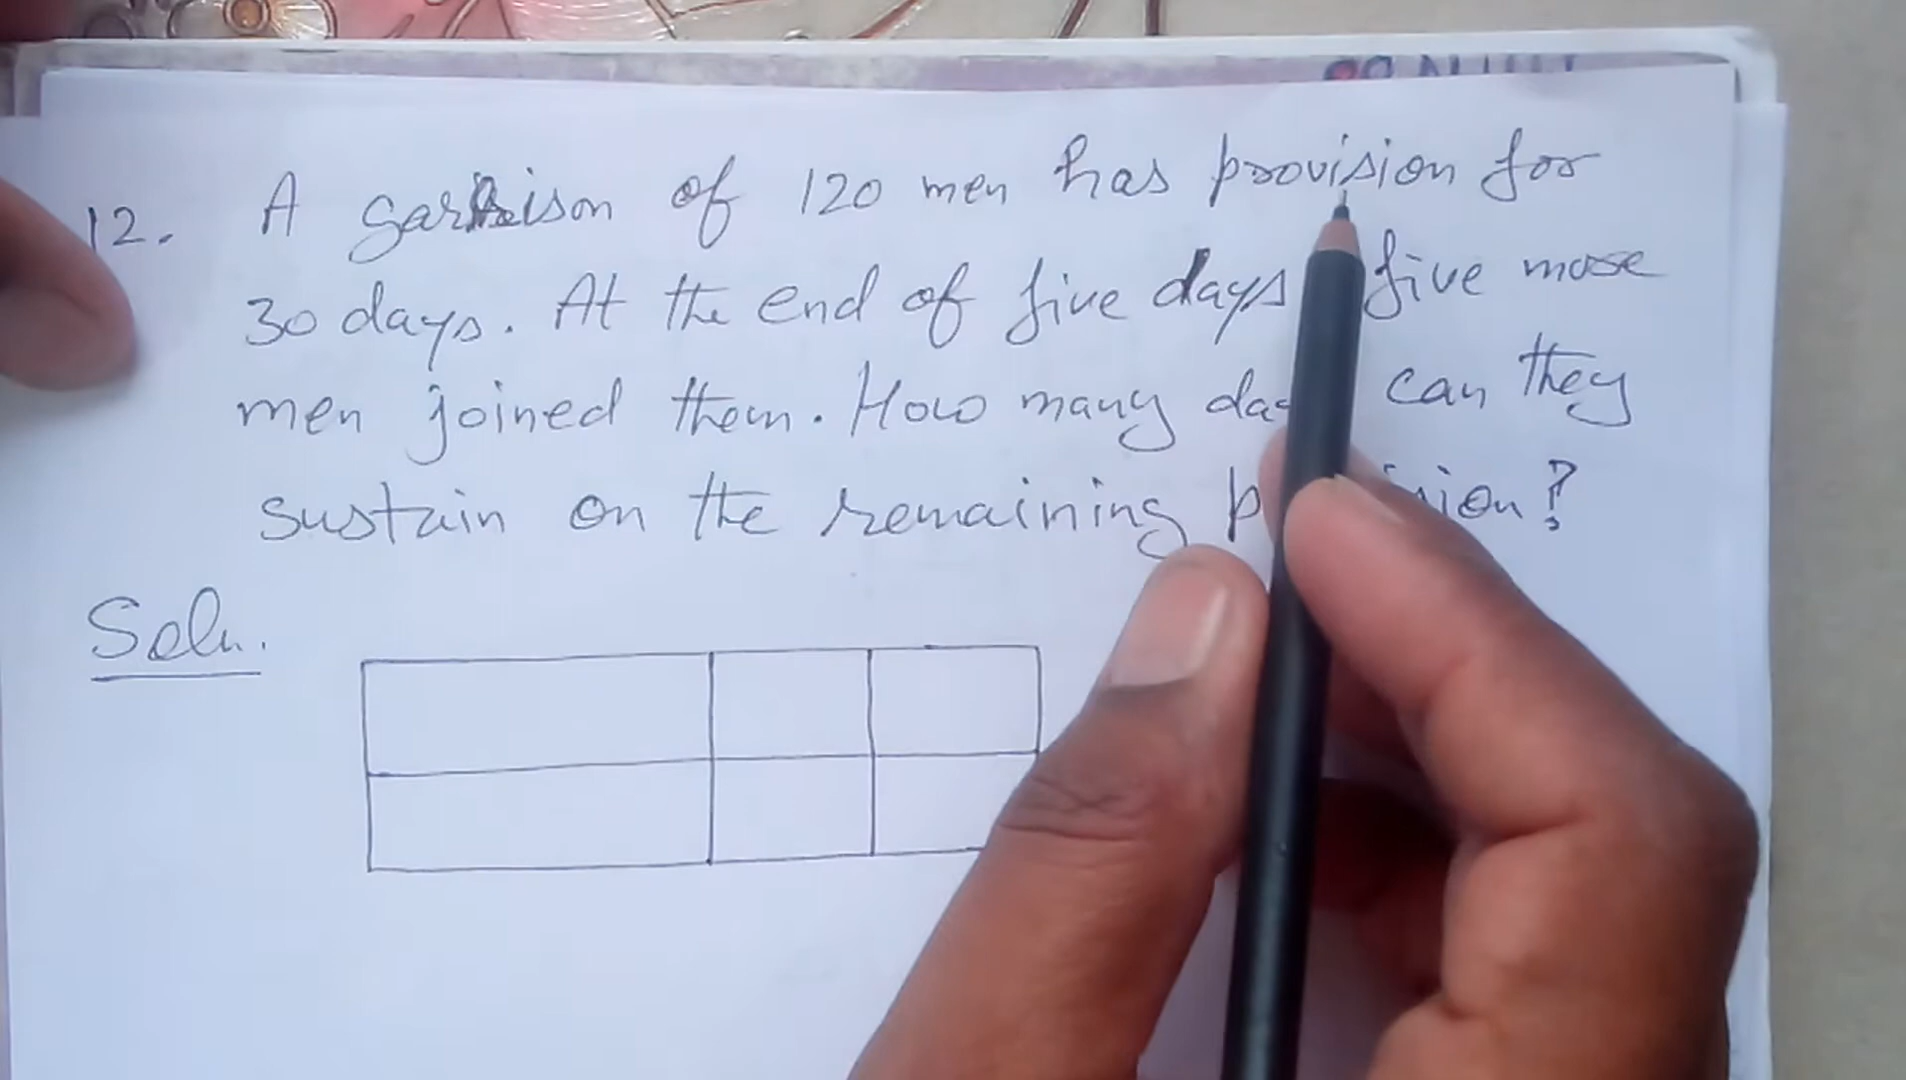 12. A garrison of 120 men has provision for
30 days. At the end of five days five more
men joined them. How many can they
sustain on the remaining
Soln.